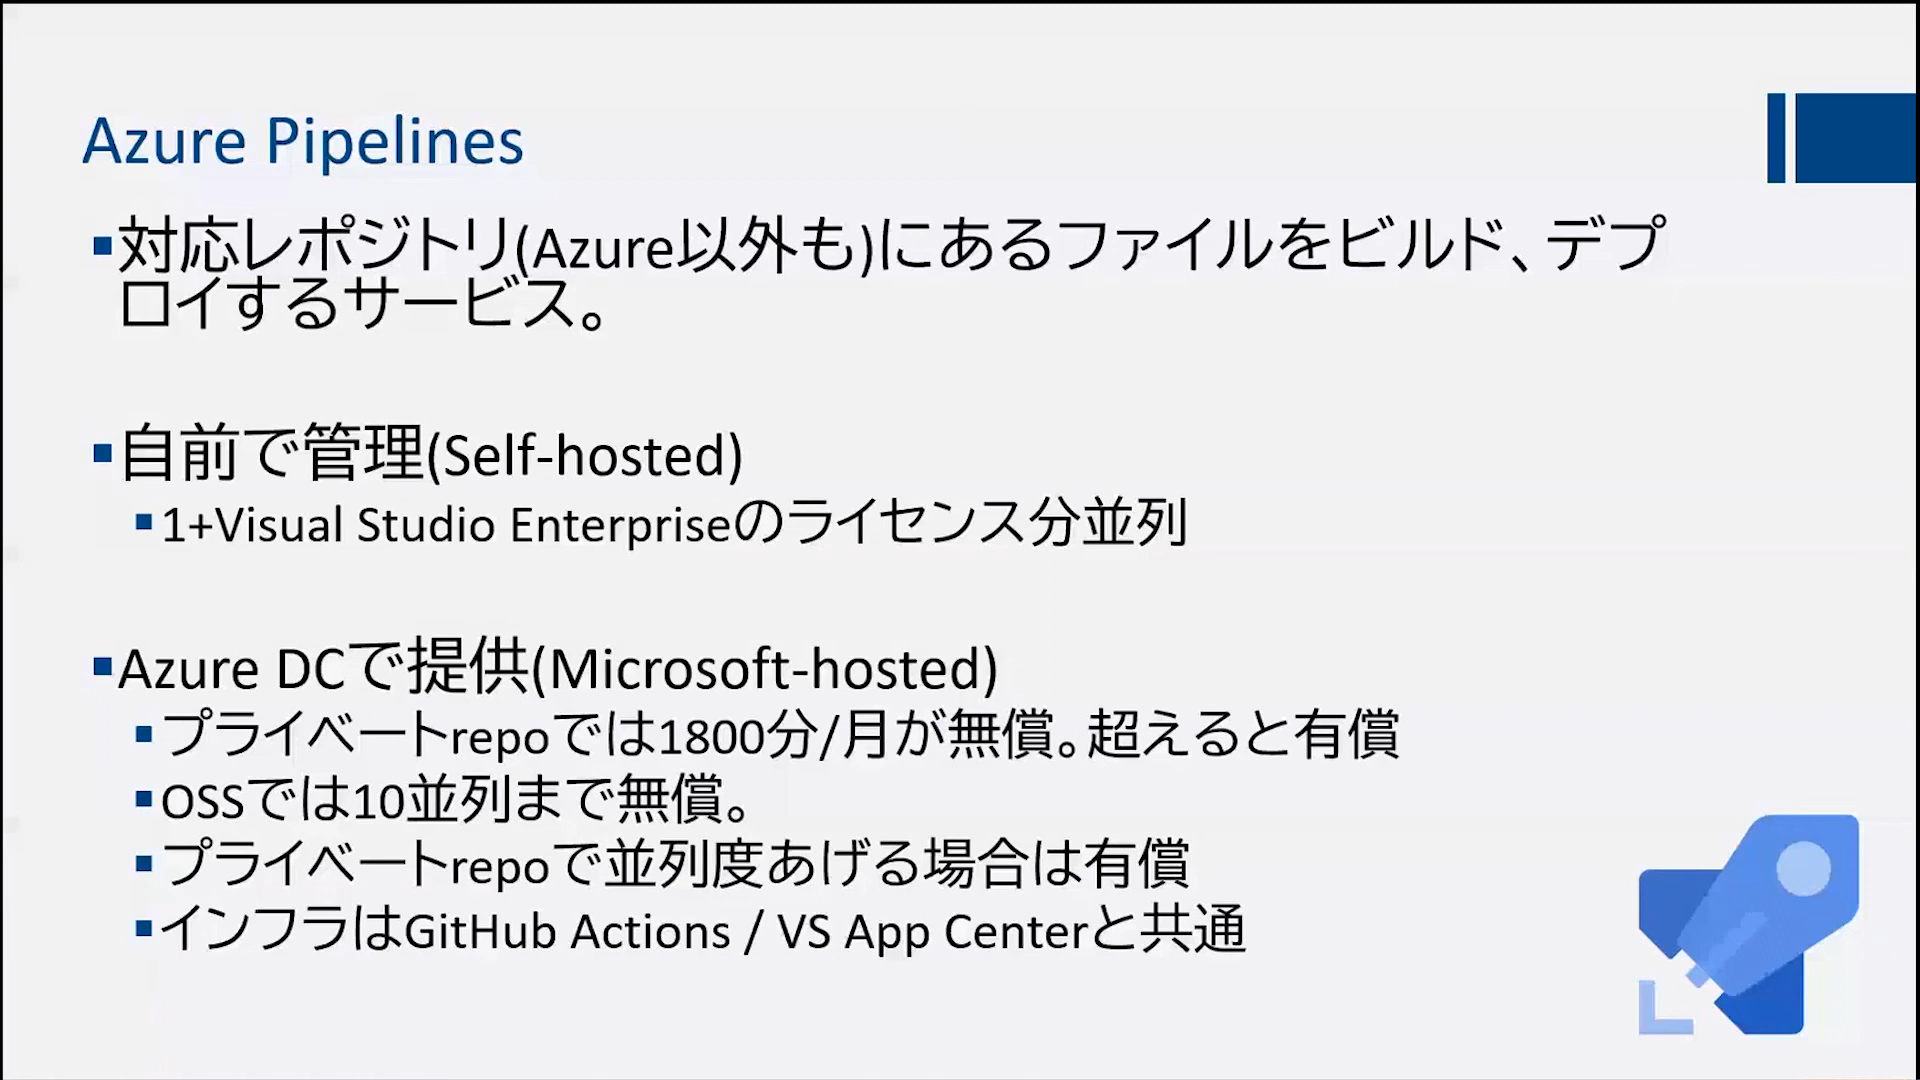 Azure Pipelines
対応レポジトリ(Azure以外も)にあるファイルをビルド、デプ
ロイするサービス。
自前で管理(Self-hosted)
1+Visual Studio Enterpriseのライセンス分並列
Azure DCで提供(Microsoft-hosted)
プライベートrepoでは1800分/月が無償。超えると有償
OSSでは10並列まで無償。
プライベートrepoで並列度あげる場合は有償
インフラはGitHub Actions / VS App Centerと共通